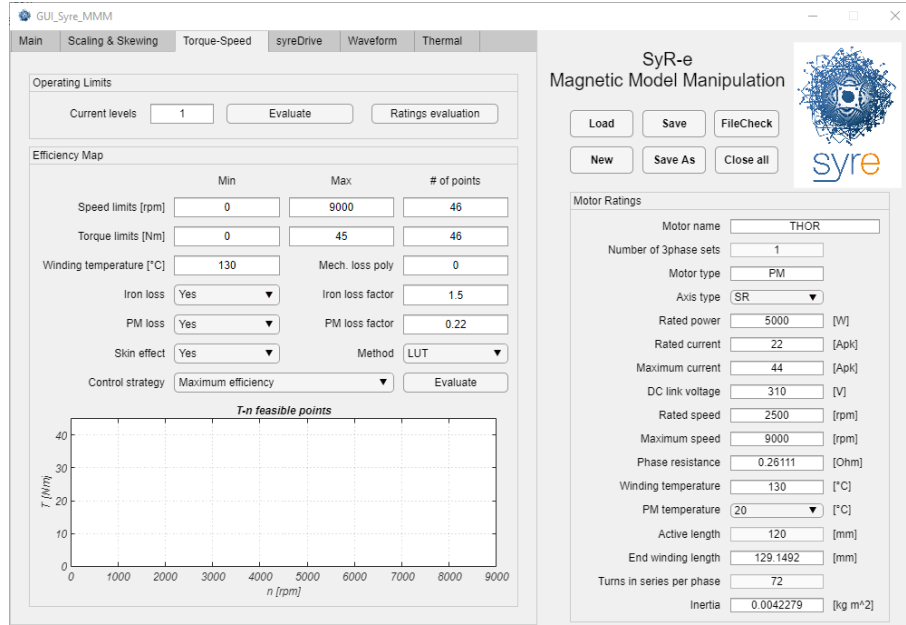 GUI_Syre_MMM
Main Scaling & Skewing Torque-Speed syreDrive Waveform Thermal
Operating Limits
Current levels 1 Evaluate Ratings evaluation
Efficiency Map
Min Max # of points
Speed limits [rpm] 0 9000 46
Torque limits [Nm] 0 45 46
Winding temperature [°C] 130 Mech. loss poly 0
Iron loss Yes Iron loss factor 1.5
PM loss Yes PM loss factor 0.22
Skin effect Yes Method LUT
Control strategy Maximum efficiency Evaluate
T-n feasible points
T [Nm]
40
30
20
10
0
0 1000 2000 3000 4000 5000 6000 7000 8000 9000
n [rpm]
SyR-e
Magnetic Model Manipulation
Load Save FileCheck
New Save As Close all
syre
Motor Ratings
Motor name THOR
Number of 3phase sets 1
Motor type PM
Axis type SR
Rated power 5000 [W]
Rated current 22 [Apk]
Maximum current 44 [Apk]
DC link voltage 310 [V]
Rated speed 2500 [rpm]
Maximum speed 9000 [rpm]
Phase resistance 0.26111 [Ohm]
Winding temperature 130 [°C]
PM temperature 20 [°C]
Active length 120 [mm]
End winding length 129.1492 [mm]
Turns in series per phase 72
Inertia 0.0042279 [kg m^2]